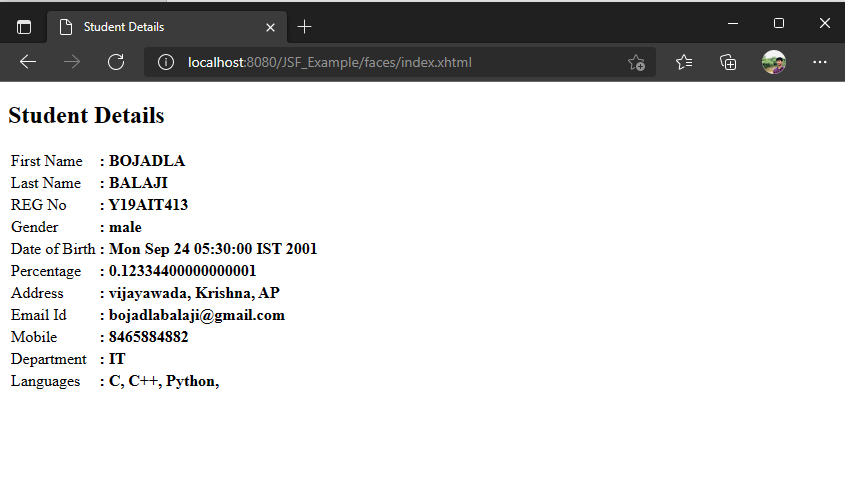 Student Details
localhost:8080/JSF_Example/faces/index.xhtml
Student Details
First Name : BOJADLA
Last Name : BALAJI
REG No : Y19AIT413
Gender : male
Date of Birth : Mon Sep 24 05:30:00 IST 2001
Percentage : 0.12334400000000001
Address : vijayawada, Krishna, AP
Email Id : bojadlabalaji@gmail.com
Mobile : 8465884882
Department : IT
Languages : C, C++, Python,